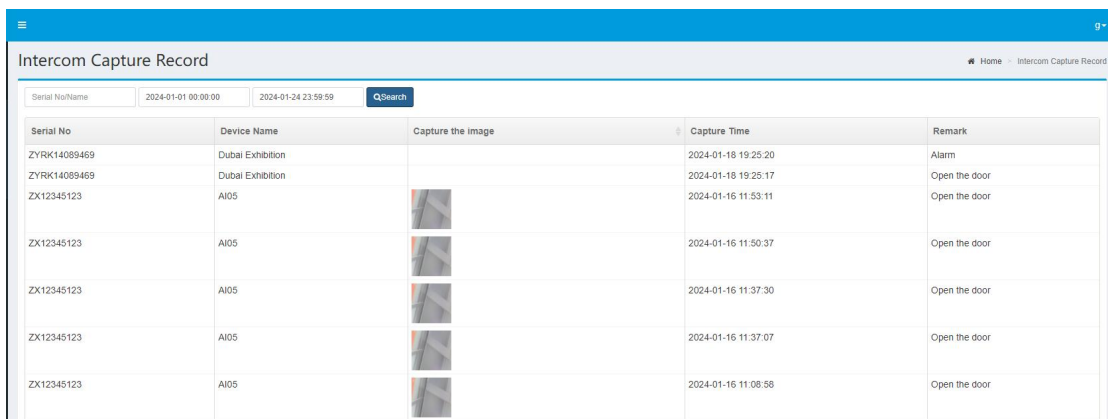 g
Intercom Capture Record
Home > Intercom Capture Record
Serial No/Name 2024-01-01 00:00:00 2024-01-24 23:59:59 Search
Serial No Device Name Capture the image Capture Time Remark
ZYRK14089469 Dubai Exhibition 2024-01-18 19:25:20 Alarm
ZYRK14089469 Dubai Exhibition 2024-01-18 19:25:17 Open the door
ZX12345123 AI05 2024-01-16 11:53:11 Open the door
ZX12345123 AI05 2024-01-16 11:50:37 Open the door
ZX12345123 AI05 2024-01-16 11:37:30 Open the door
ZX12345123 AI05 2024-01-16 11:37:07 Open the door
ZX12345123 AI05 2024-01-16 11:08:58 Open the door